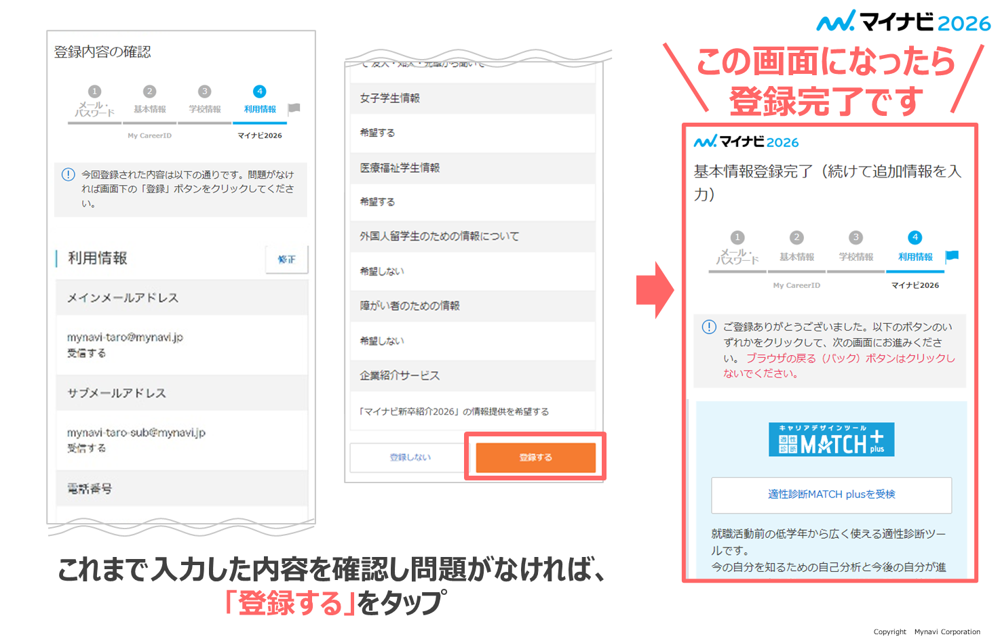 マイナビ2026
この画面になったら
登録完了です
登録内容の確認
1
2
3
4
メール・
パスワード
基本情報
学校情報
利用情報
My CareerID
マイナビ2026
今回登録された内容は以下の通りです。問題がなけ
れば画面下の「登録」ボタンをクリックしてくださ
い。
利用情報
修正
メインメールアドレス
mynavi-taro@mynavi.jp
受信する
サブメールアドレス
mynavi-taro-sub@mynavi.jp
受信する
電話番号
て友人・知人・先輩から聞いて
女子学生情報
希望する
医療福祉学生情報
希望する
外国人留学生のための情報について
希望しない
障がい者のための情報
希望しない
企業紹介サービス
「マイナビ新卒紹介2026」の情報提供を希望する
登録しない
登録する
マイナビ2026
基本情報登録完了（続けて追加情報を入
力）
1
2
3
4
メール・
パスワード
基本情報
学校情報
利用情報
My CareerID
マイナビ2026
ご登録ありがとうございました。以下のボタンのい
ずれかをクリックして、次の画面にお進みくださ
い。ブラウザの戻る（バック）ボタンはクリックし
ないでください。
キャリアデザインツール
適性診断 MATCH+ plus
適性診断MATCH plusを受検
就職活動前の低学年から広く使える適性診断ツー
ルです。
今の自分を知るための自己分析と今後の自分が進
これまで入力した内容を確認し問題がなければ、
「登録する」をタップ
Copyright Mynavi Corporation